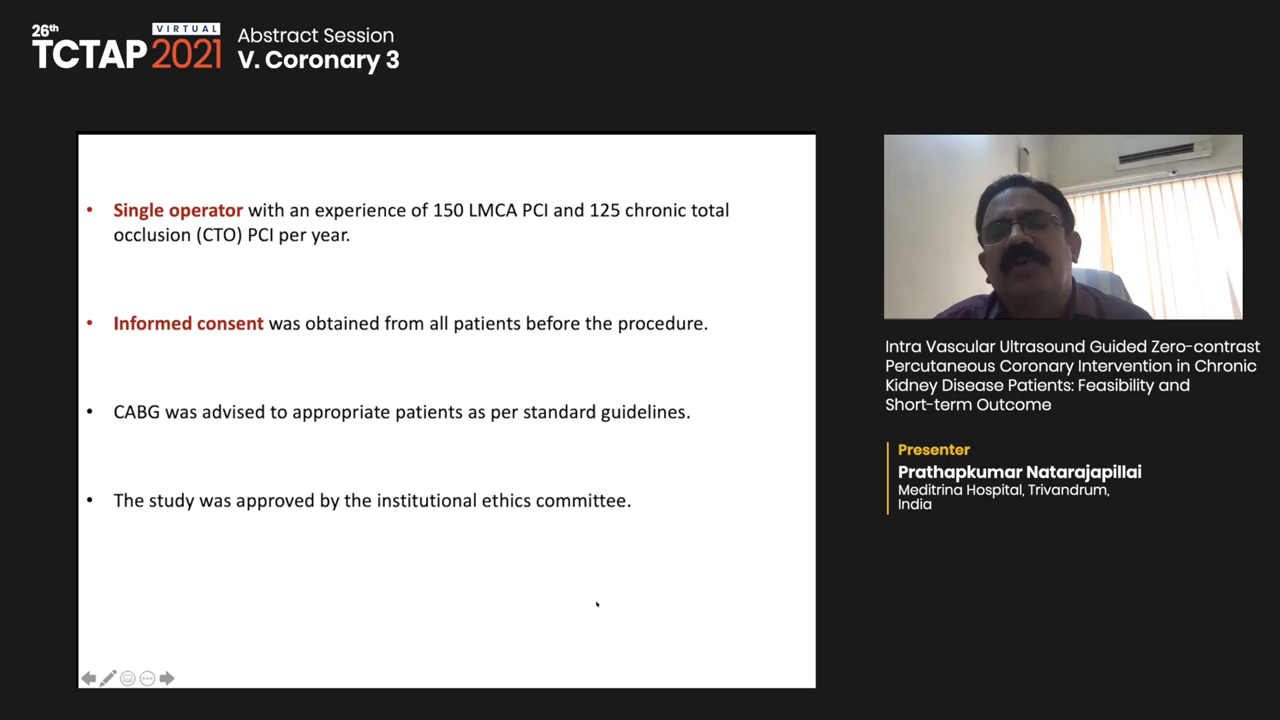 26th
VIRTUAL
TCTAP 2021
Abstract Session
V. Coronary 3
• Single operator with an experience of 150 LMCA PCI and 125 chronic total
occlusion (CTO) PCI per year.
• Informed consent was obtained from all patients before the procedure.
• CABG was advised to appropriate patients as per standard guidelines.
• The study was approved by the institutional ethics committee.
Intra Vascular Ultrasound Guided Zero-contrast
Percutaneous Coronary Intervention in Chronic
Kidney Disease Patients: Feasibility and
Short-term Outcome
Presenter
Prathapkumar Natarajapillai
Meditrina Hospital, Trivandrum,
India